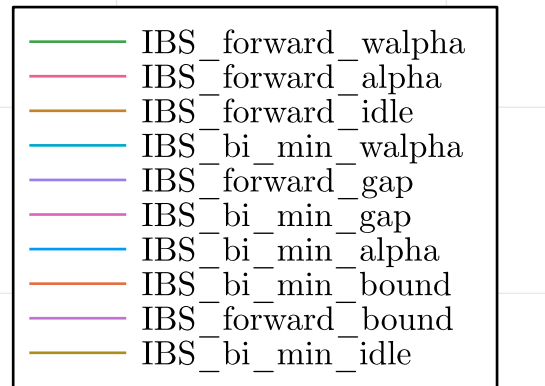 IBS_forward_walpha
IBS_forward_alpha
IBS_forward_idle
IBS_bi_min_walpha
IBS_forward_gap
IBS_bi_min_gap
IBS_bi_min_alpha
IBS_bi_min_bound
IBS_forward_bound
IBS_bi_min_idle